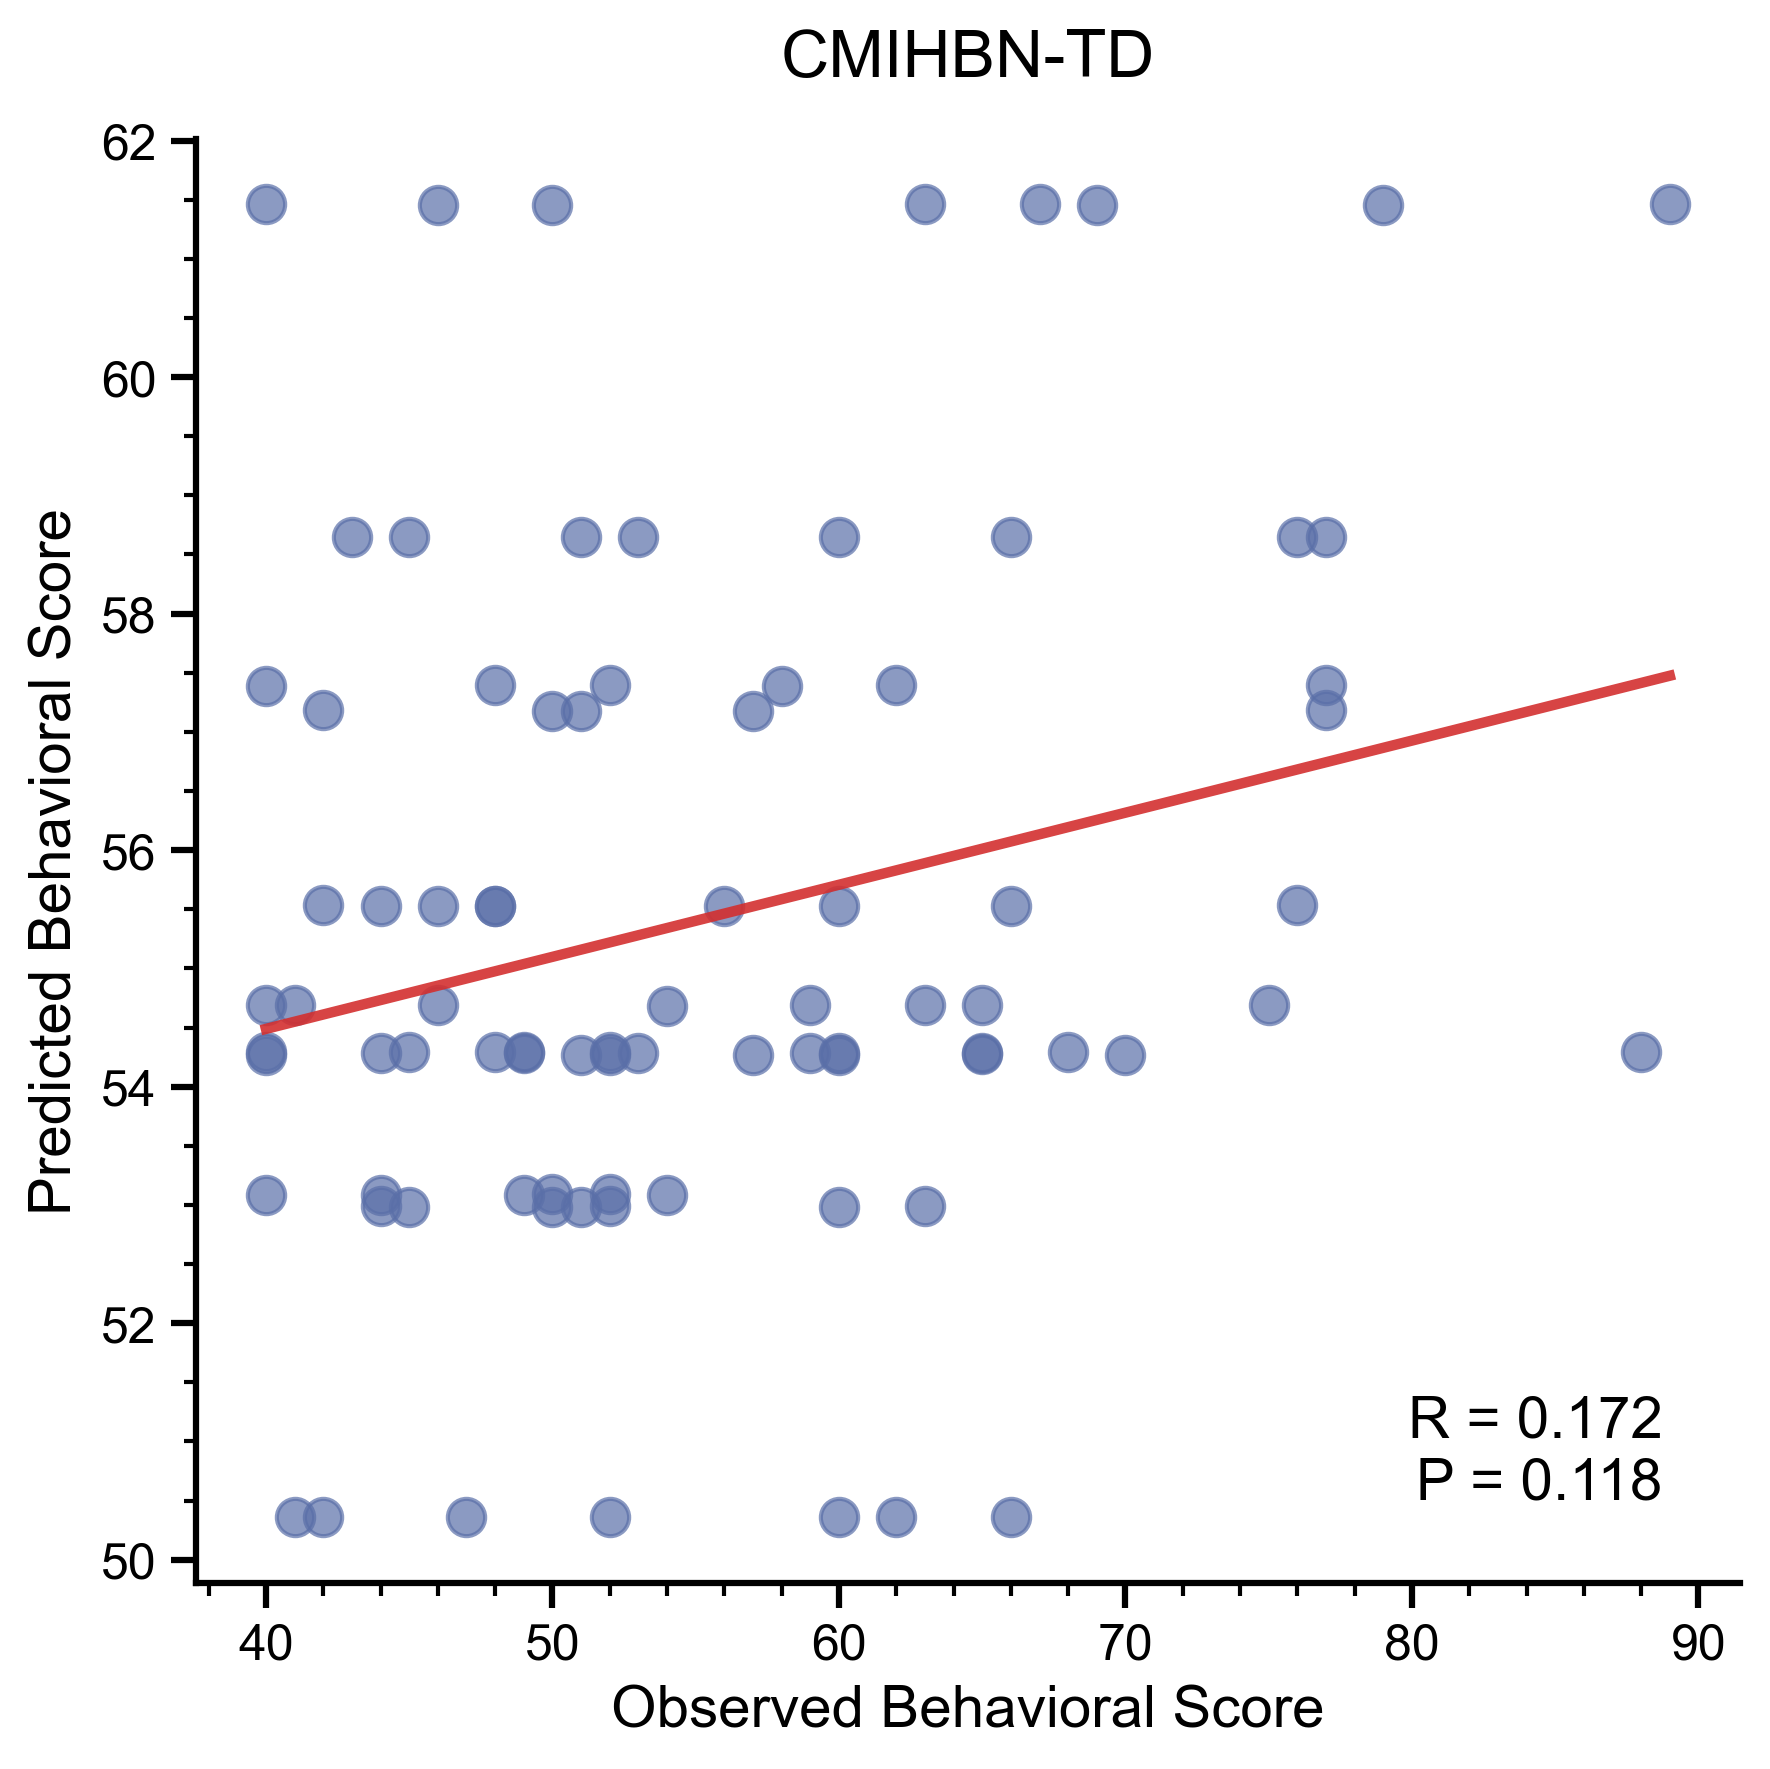 CMIHBN-TD
62
60
58
56
54
52
50
Predicted Behavioral Score
R = 0.172
P = 0.118
40 50 60 70 80 90
Observed Behavioral Score